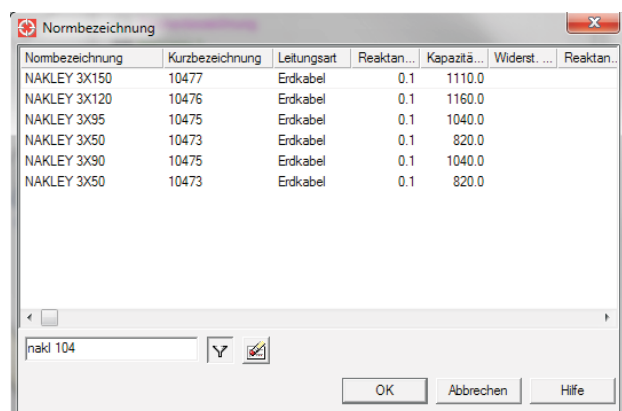 Normbezeichnung
Normbezeichnung Kurzbezeichnung Leitungsart Reaktan... Kapazitä... Widerst. ... Reaktan..
NAKLEY 3X150 10477 Erdkabel 0.1 1110.0
NAKLEY 3X120 10476 Erdkabel 0.1 1160.0
NAKLEY 3X95 10475 Erdkabel 0.1 1040.0
NAKLEY 3X50 10473 Erdkabel 0.1 820.0
NAKLEY 3X90 10475 Erdkabel 0.1 1040.0
NAKLEY 3X50 10473 Erdkabel 0.1 820.0
nakl 104
OK Abbrechen Hilfe